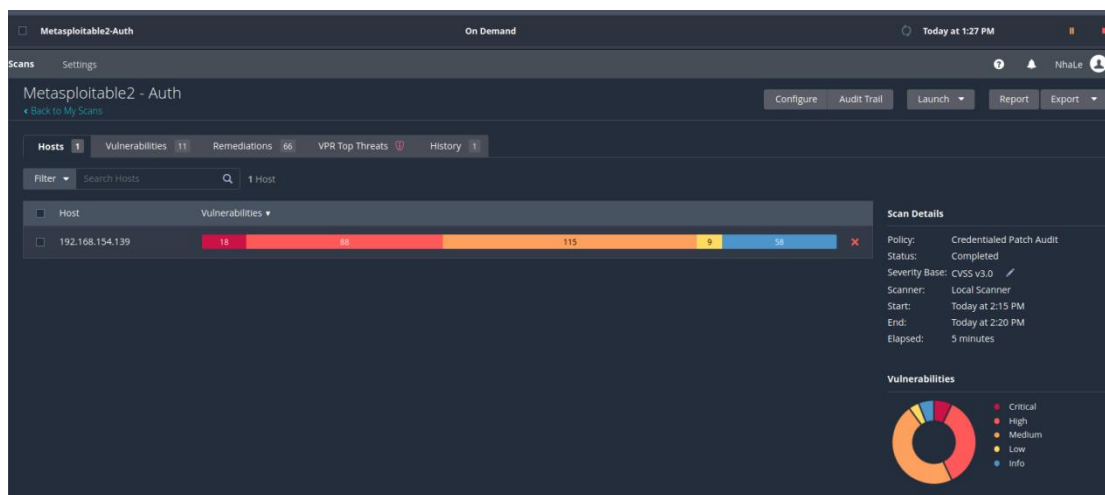 Metasploitable2-Auth On Demand Today at 1:27 PM
Scans Settings NhaLe
Metasploitable2 - Auth
Back to My Scans
Configure Audit Trail Launch Report Export
Hosts 1 Vulnerabilities 11 Remediations 66 VPR Top Threats History 1
Filter Search Hosts 1 Host
Host Vulnerabilities
192.168.154.139 18 88 115 9 58
Scan Details
Policy: Credentialed Patch Audit
Status: Completed
Severity Base: CVSS v3.0
Scanner: Local Scanner
Start: Today at 2:15 PM
End: Today at 2:20 PM
Elapsed: 5 minutes
Vulnerabilities
Critical
High
Medium
Low
Info